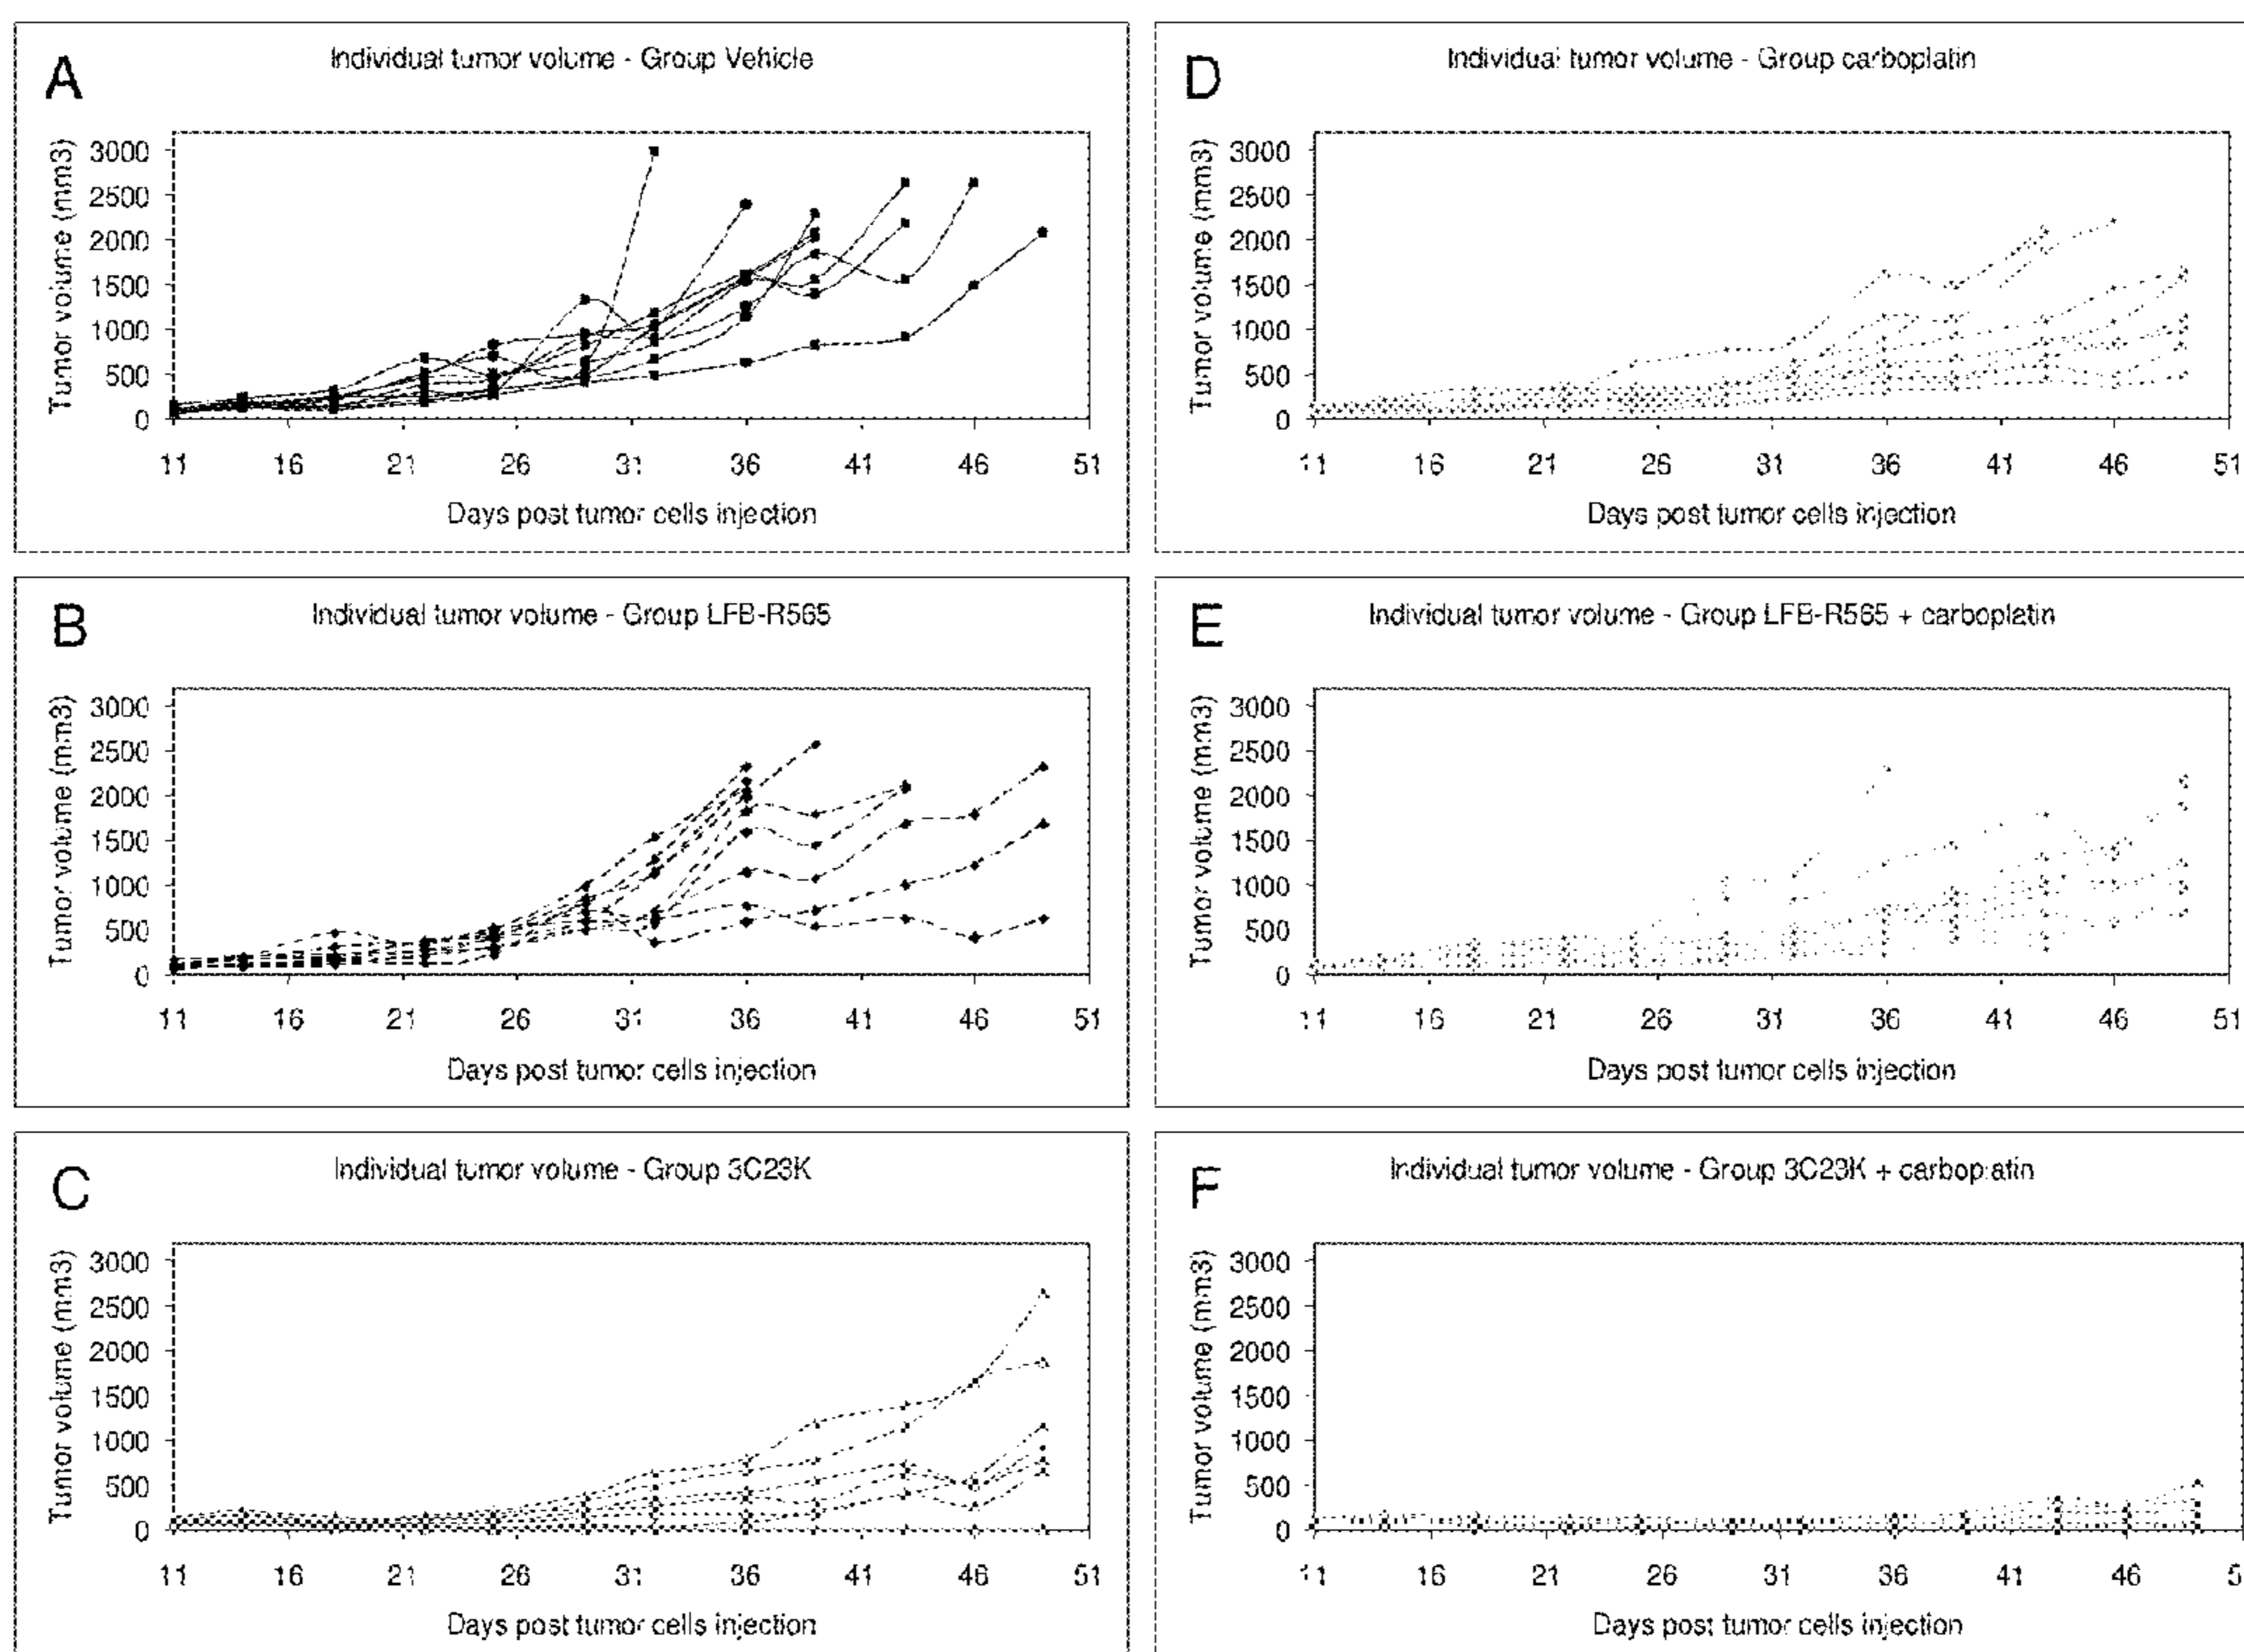 A
Individual tumor volume - Group Vehicle
Tumor volume (mm3)
3000
2500
2000
1500
1000
500
0
11 16 21 26 31 36 41 46 51
Days post tumor cells injection
D
Individual tumor volume - Group carboplatin
Tumor volume (mm3)
3000
2500
2000
1500
1000
500
0
11 16 21 26 31 36 41 46 51
Days post tumor cells injection
B
Individual tumor volume - Group LFB-R565
Tumor volume (mm3)
3000
2500
2000
1500
1000
500
0
11 16 21 26 31 36 41 46 51
Days post tumor cells injection
E
Individual tumor volume - Group LFB-R565 + carboplatin
Tumor volume (mm3)
3000
2500
2000
1500
1000
500
0
11 16 21 26 31 36 41 46 51
Days post tumor cells injection
C
Individual tumor volume - Group 3C23K
Tumor volume (mm3)
3000
2500
2000
1500
1000
500
0
11 16 21 26 31 36 41 46 51
Days post tumor cells injection
F
Individual tumor volume - Group 3C23K + carboplatin
Tumor volume (mm3)
3000
2500
2000
1500
1000
500
0
11 16 21 26 31 36 41 46 5
Days post tumor cells injection